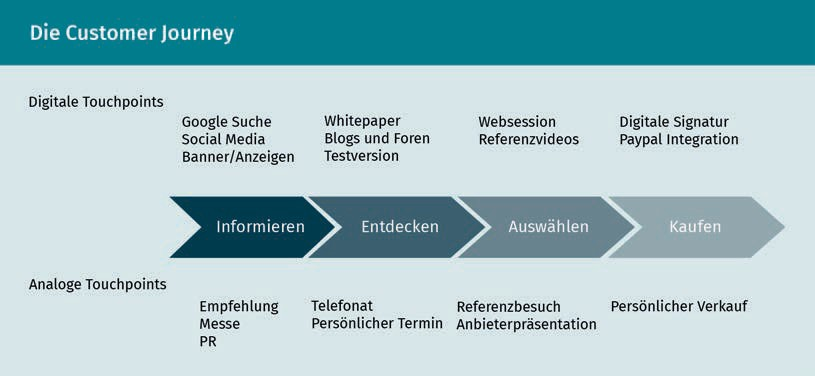 Die Customer Journey
Digitale Touchpoints
Google Suche
Social Media
Banner/Anzeigen
Whitepaper
Blogs und Foren
Testversion
Websession
Referenzvideos
Digitale Signatur
Paypal Integration
Informieren
Entdecken
Auswählen
Kaufen
Analoge Touchpoints
Empfehlung
Messe
PR
Telefonat
Persönlicher Termin
Referenzbesuch
Anbieterpräsentation
Persönlicher Verkauf